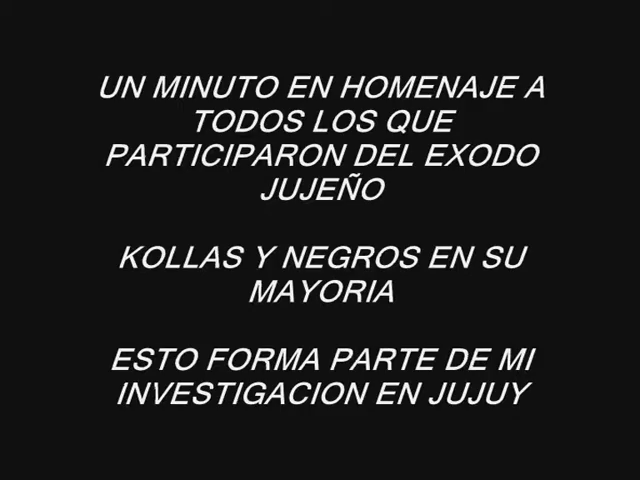 UN MINUTO EN HOMENAJE A
TODOS LOS QUE
PARTICIPARON DEL EXODO
JUJEÑO
KOLLAS Y NEGROS EN SU
MAYORIA
ESTO FORMA PARTE DE MI
INVESTIGACION EN JUJUY